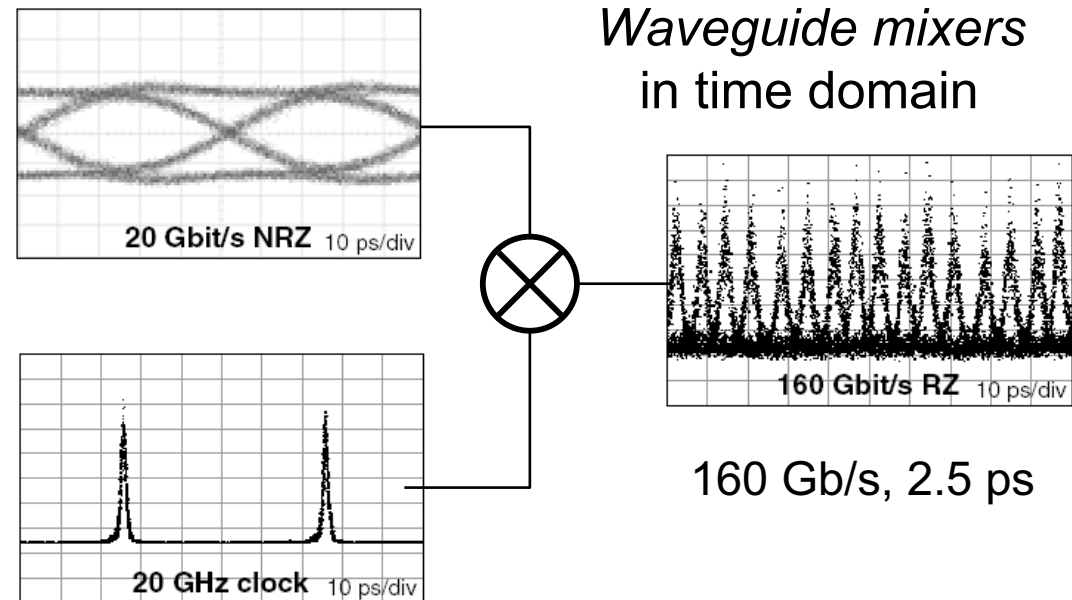 Waveguide mixers
in time domain
20 Gbit/s NRZ 10 ps/div
160 Gbit/s RZ 10 ps/div
160 Gb/s, 2.5 ps
20 GHz clock 10 ps/div